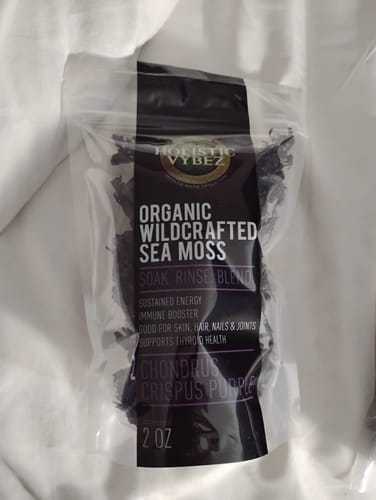 HOLISTIC
VYBEZ
ORGANIC
WILDCRAFTED
SEA MOSS
SOAK. RINSE. BLEND
SUSTAINED ENERGY
IMMUNE BOOSTER
GOOD FOR SKIN, HAIR, NAILS & JOINTS
SUPPORTS THYROID HEALTH
CHONDRUS
CRISPUS PURPLE
2 OZ